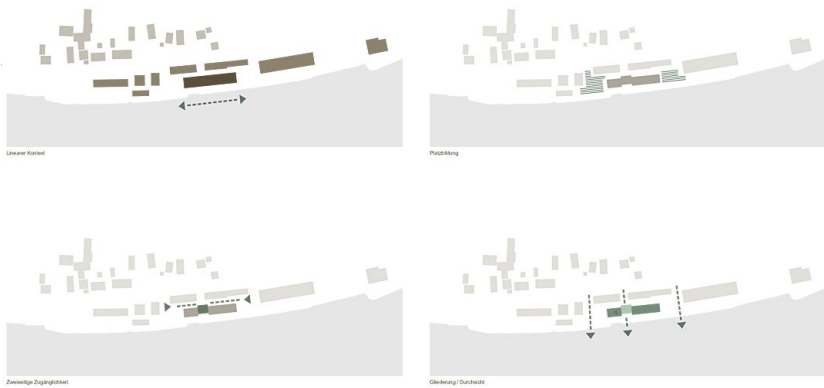 Linearer Kontext
Platzbildung
Zweiseitige Zugänglichkeit
Gliederung / Durchsicht